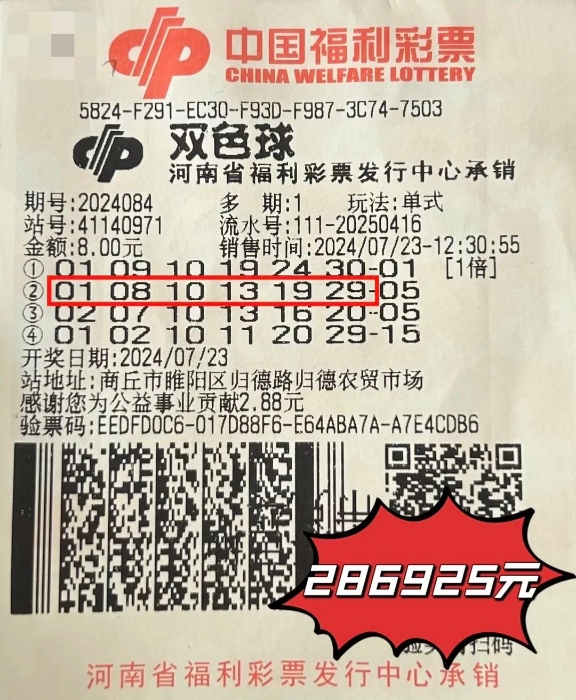 中国福利彩票
CHINA WELFARE LOTTERY
5824-F291-EC30-F93D-F987-3C74-7503
双色球
河南省福利彩票发行中心承销
期号:2024084 多 期:1 玩法:单式
站号:41140971 流水号:111-20250416
金额:8.00元 销售时间:2024/07/23-12:30:55
① 01 09 10 19 24 30-01 [1倍]
② 01 08 10 13 19 29-05
③ 02 07 10 13 16 20-05
④ 01 02 10 11 20 29-15
开奖日期:2024/07/23
站地址:商丘市睢阳区归德路归德农贸市场
感谢您为公益事业贡献2.88元
验票码:EEDFD0C6-017D88F6-E64ABA7A-A7E4CDB6
286925元
扫码
河南省福利彩票发行中心承销